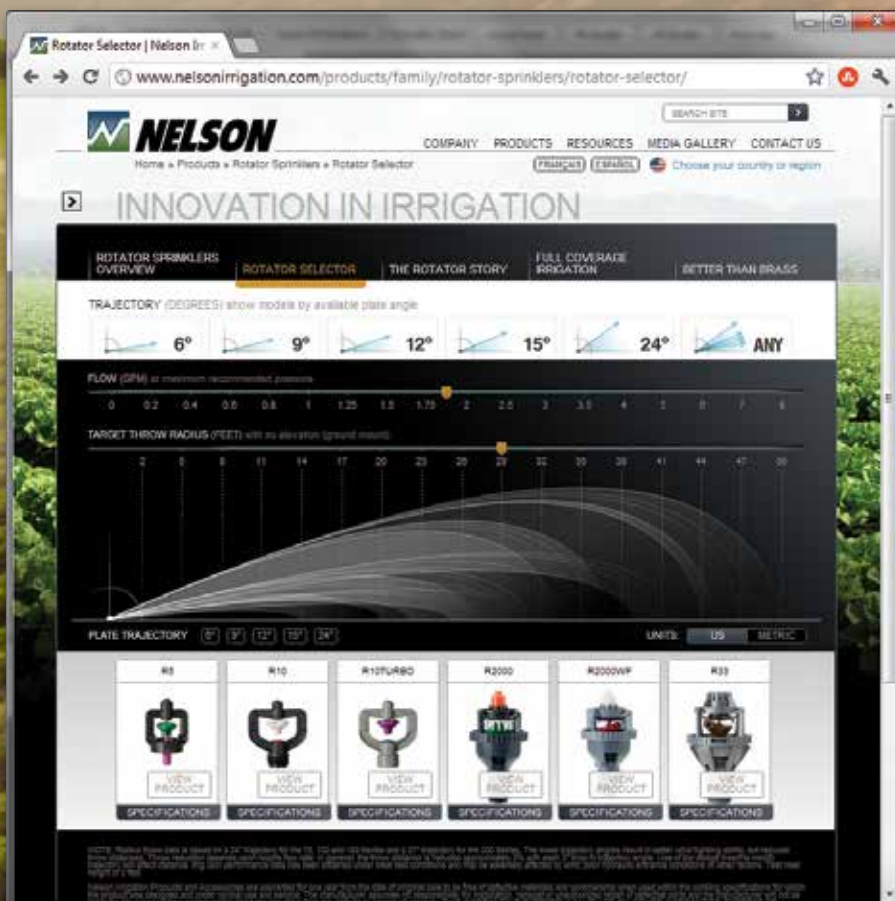 Rotator Selector | Nelson Irr
www.nelsonirrigation.com/products/family/rotator-sprinklers/rotator-selector/
SEARCH SITE
NELSON
COMPANY PRODUCTS RESOURCES MEDIA GALLERY CONTACT US
Home » Products » Rotator Sprinklers » Rotator Selector
FRANÇAIS ESPAÑOL Choose your country or region
INNOVATION IN IRRIGATION
ROTATOR SPRINKLERS OVERVIEW
ROTATOR SELECTOR
THE ROTATOR STORY
FULL COVERAGE IRRIGATION
BETTER THAN BRASS
TRAJECTORY (DEGREES) show models by available plate angle
6° 9° 12° 15° 24° ANY
FLOW (GPM) at maximum recommended pressure
0 0.2 0.4 0.6 0.8 1 1.25 1.5 1.75 2 2.5 3 3.5 4 5 6 7 8
TARGET THROW RADIUS (FEET) with no elevation (ground mount)
2 5 8 11 14 17 20 23 26 29 32 35 38 41 44 47 50
PLATE TRAJECTORY 6° 9° 12° 15° 24°
UNITS: US METRIC
R5 R10 R10TURBO R2000 R2000WF R33
VIEW PRODUCT VIEW PRODUCT VIEW PRODUCT VIEW PRODUCT VIEW PRODUCT VIEW PRODUCT
SPECIFICATIONS SPECIFICATIONS SPECIFICATIONS SPECIFICATIONS SPECIFICATIONS SPECIFICATIONS